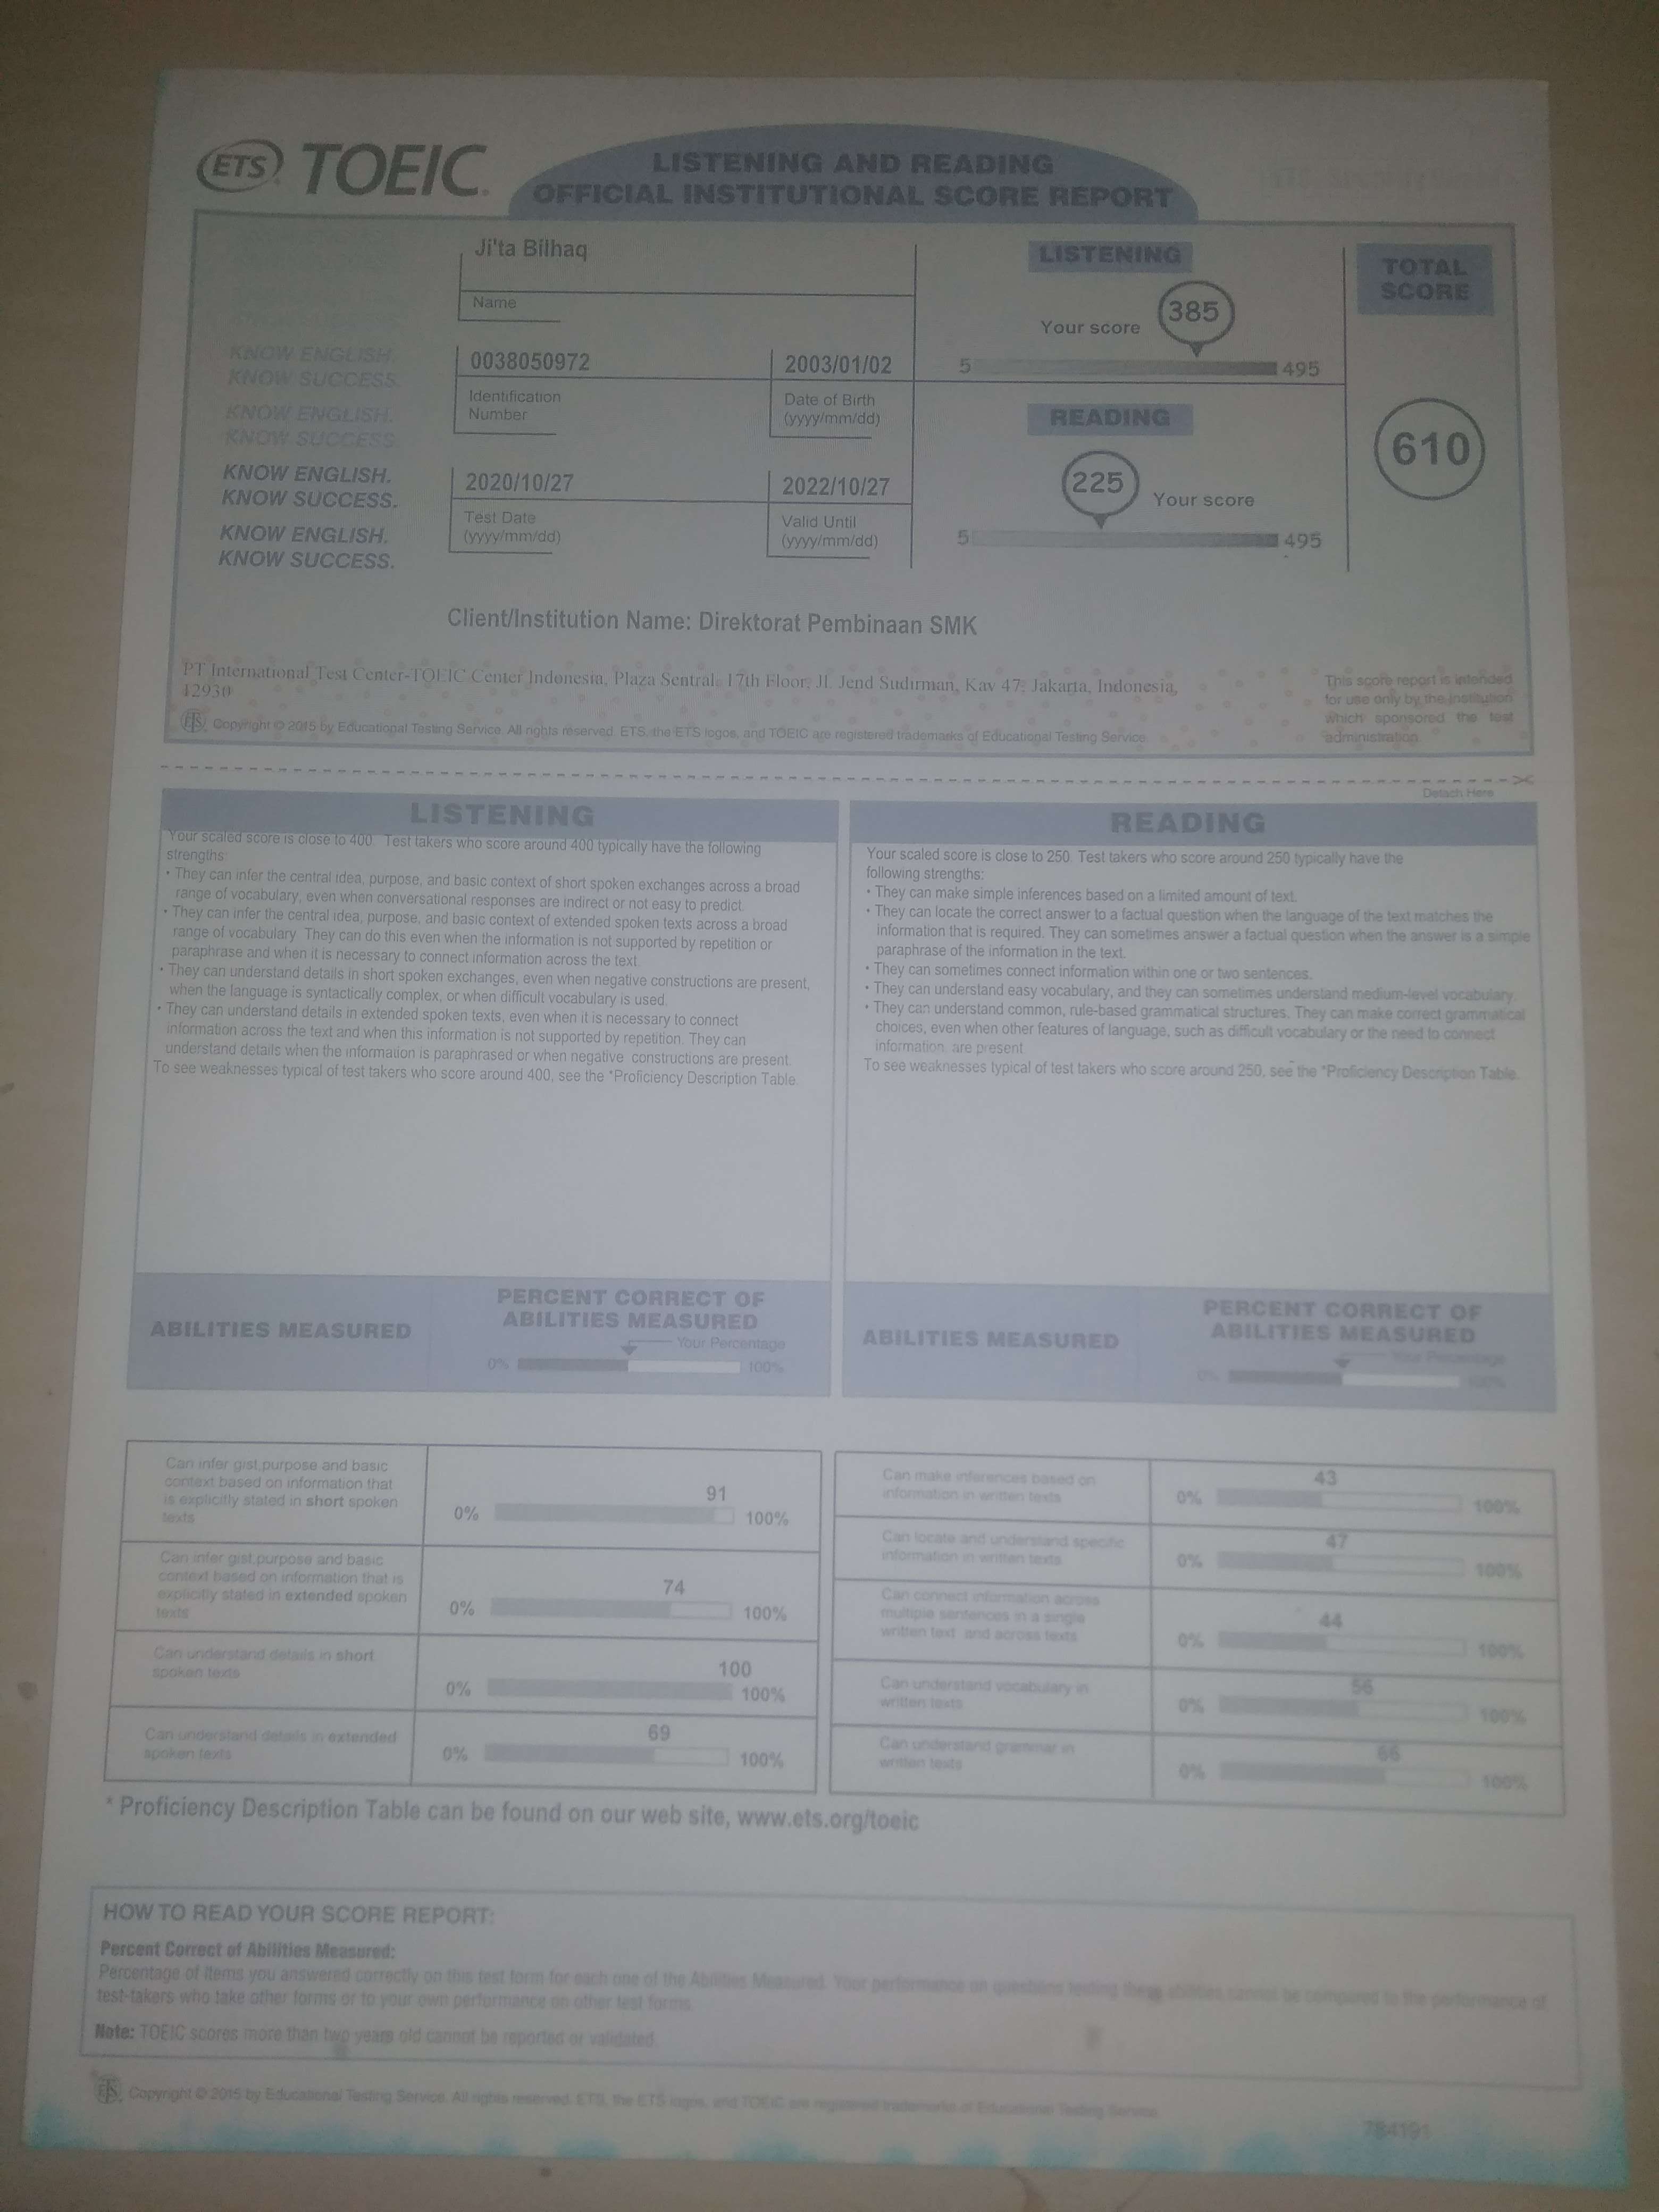 ETS TOEIC.
LISTENING AND READING
OFFICIAL INSTITUTIONAL SCORE REPORT
Ji'ta Bilhaq
Name
KNOW ENGLISH.
KNOW SUCCESS.
KNOW ENGLISH.
KNOW SUCCESS.
KNOW ENGLISH.
KNOW SUCCESS.
KNOW ENGLISH.
KNOW SUCCESS.
0038050972
Identification
Number
2003/01/02
Date of Birth
(yyyy/mm/dd)
2020/10/27
Test Date
(yyyy/mm/dd)
2022/10/27
Valid Until
(yyyy/mm/dd)
LISTENING
Your score 385
5 495
READING
225 Your score
5 495
TOTAL
SCORE
610
Client/Institution Name: Direktorat Pembinaan SMK
PT International Test Center-TOEIC Center Indonesia, Plaza Sentral. 17th Floor, Jl. Jend Sudirman, Kav 47, Jakarta, Indonesia,
12930
ETS Copyright © 2015 by Educational Testing Service. All rights reserved. ETS, the ETS logos, and TOEIC are registered trademarks of Educational Testing Service.
This score report is intended
for use only by the institution
which sponsored the test
administration.
Detach Here
LISTENING
Your scaled score is close to 400. Test takers who score around 400 typically have the following
strengths:
• They can infer the central idea, purpose, and basic context of short spoken exchanges across a broad
range of vocabulary, even when conversational responses are indirect or not easy to predict.
• They can infer the central idea, purpose, and basic context of extended spoken texts across a broad
range of vocabulary. They can do this even when the information is not supported by repetition or
paraphrase and when it is necessary to connect information across the text.
• They can understand details in short spoken exchanges, even when negative constructions are present,
when the language is syntactically complex, or when difficult vocabulary is used.
• They can understand details in extended spoken texts, even when it is necessary to connect
information across the text and when this information is not supported by repetition. They can
understand details when the information is paraphrased or when negative constructions are present.
To see weaknesses typical of test takers who score around 400, see the *Proficiency Description Table.
READING
Your scaled score is close to 250. Test takers who score around 250 typically have the
following strengths:
• They can make simple inferences based on a limited amount of text.
• They can locate the correct answer to a factual question when the language of the text matches the
information that is required. They can sometimes answer a factual question when the answer is a simple
paraphrase of the information in the text.
• They can sometimes connect information within one or two sentences.
• They can understand easy vocabulary, and they can sometimes understand medium-level vocabulary.
• They can understand common, rule-based grammatical structures. They can make correct grammatical
choices, even when other features of language, such as difficult vocabulary or the need to connect
information, are present.
To see weaknesses typical of test takers who score around 250, see the *Proficiency Description Table.
ABILITIES MEASURED
PERCENT CORRECT OF
ABILITIES MEASURED
Your Percentage
0% 100%
ABILITIES MEASURED
PERCENT CORRECT OF
ABILITIES MEASURED
Your Percentage
0% 100%
Can infer gist,purpose and basic
context based on information that
is explicitly stated in short spoken
texts
91
0% 100%
Can infer gist,purpose and basic
context based on information that is
explicitly stated in extended spoken
texts
74
0% 100%
Can understand details in short
spoken texts
100
0% 100%
Can understand details in extended
spoken texts
69
0% 100%
Can make inferences based on
information in written texts
43
0% 100%
Can locate and understand specific
information in written texts
47
0% 100%
Can connect information across
multiple sentences in a single
written text and across texts
44
0% 100%
Can understand vocabulary in
written texts
56
0% 100%
Can understand grammar in
written texts
66
0% 100%
* Proficiency Description Table can be found on our web site, www.ets.org/toeic
HOW TO READ YOUR SCORE REPORT:
Percent Correct of Abilities Measured:
Percentage of items you answered correctly on this test form for each one of the Abilities Measured. Your performance on questions testing these abilities cannot be compared to the performance of
test-takers who take other forms or to your own performance on other test forms.
Note: TOEIC scores more than two years old cannot be reported or validated.
ETS Copyright © 2015 by Educational Testing Service. All rights reserved. ETS, the ETS logos, and TOEIC are registered trademarks of Educational Testing Service.
784191